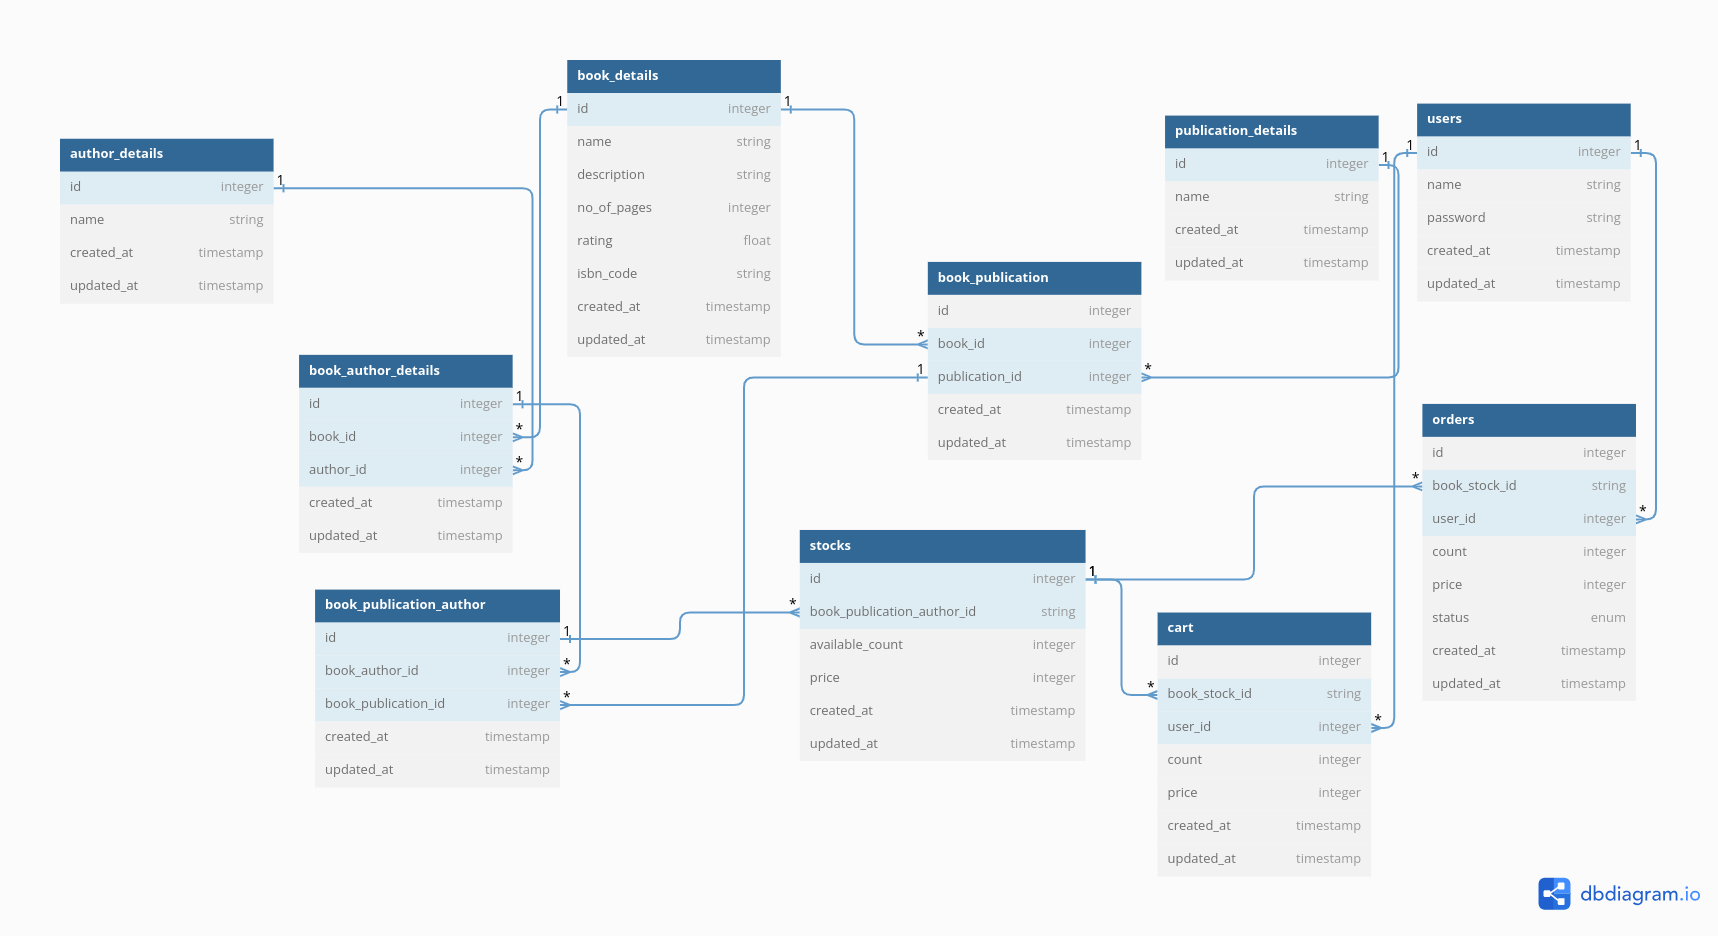 book_details
1 id integer 1
name string
description string
no_of_pages integer
rating float
isbn_code string
created_at timestamp
updated_at timestamp
author_details
id integer 1
name string
created_at timestamp
updated_at timestamp
publication_details
id integer 1
name string
created_at timestamp
updated_at timestamp
users
1 id integer 1
name string
password string
created_at timestamp
updated_at timestamp
book_publication
id integer
* book_id integer
1 publication_id integer *
created_at timestamp
updated_at timestamp
book_author_details
id integer 1
book_id integer *
author_id integer *
created_at timestamp
updated_at timestamp
orders
id integer
* book_stock_id string
user_id integer *
count integer
price integer
status enum
created_at timestamp
updated_at timestamp
stocks
id integer 1
* book_publication_author_id string
available_count integer
price integer
created_at timestamp
updated_at timestamp
book_publication_author
id integer 1
book_author_id integer *
book_publication_id integer *
created_at timestamp
updated_at timestamp
cart
id integer
* book_stock_id string
user_id integer *
count integer
price integer
created_at timestamp
updated_at timestamp
dbdiagram.io